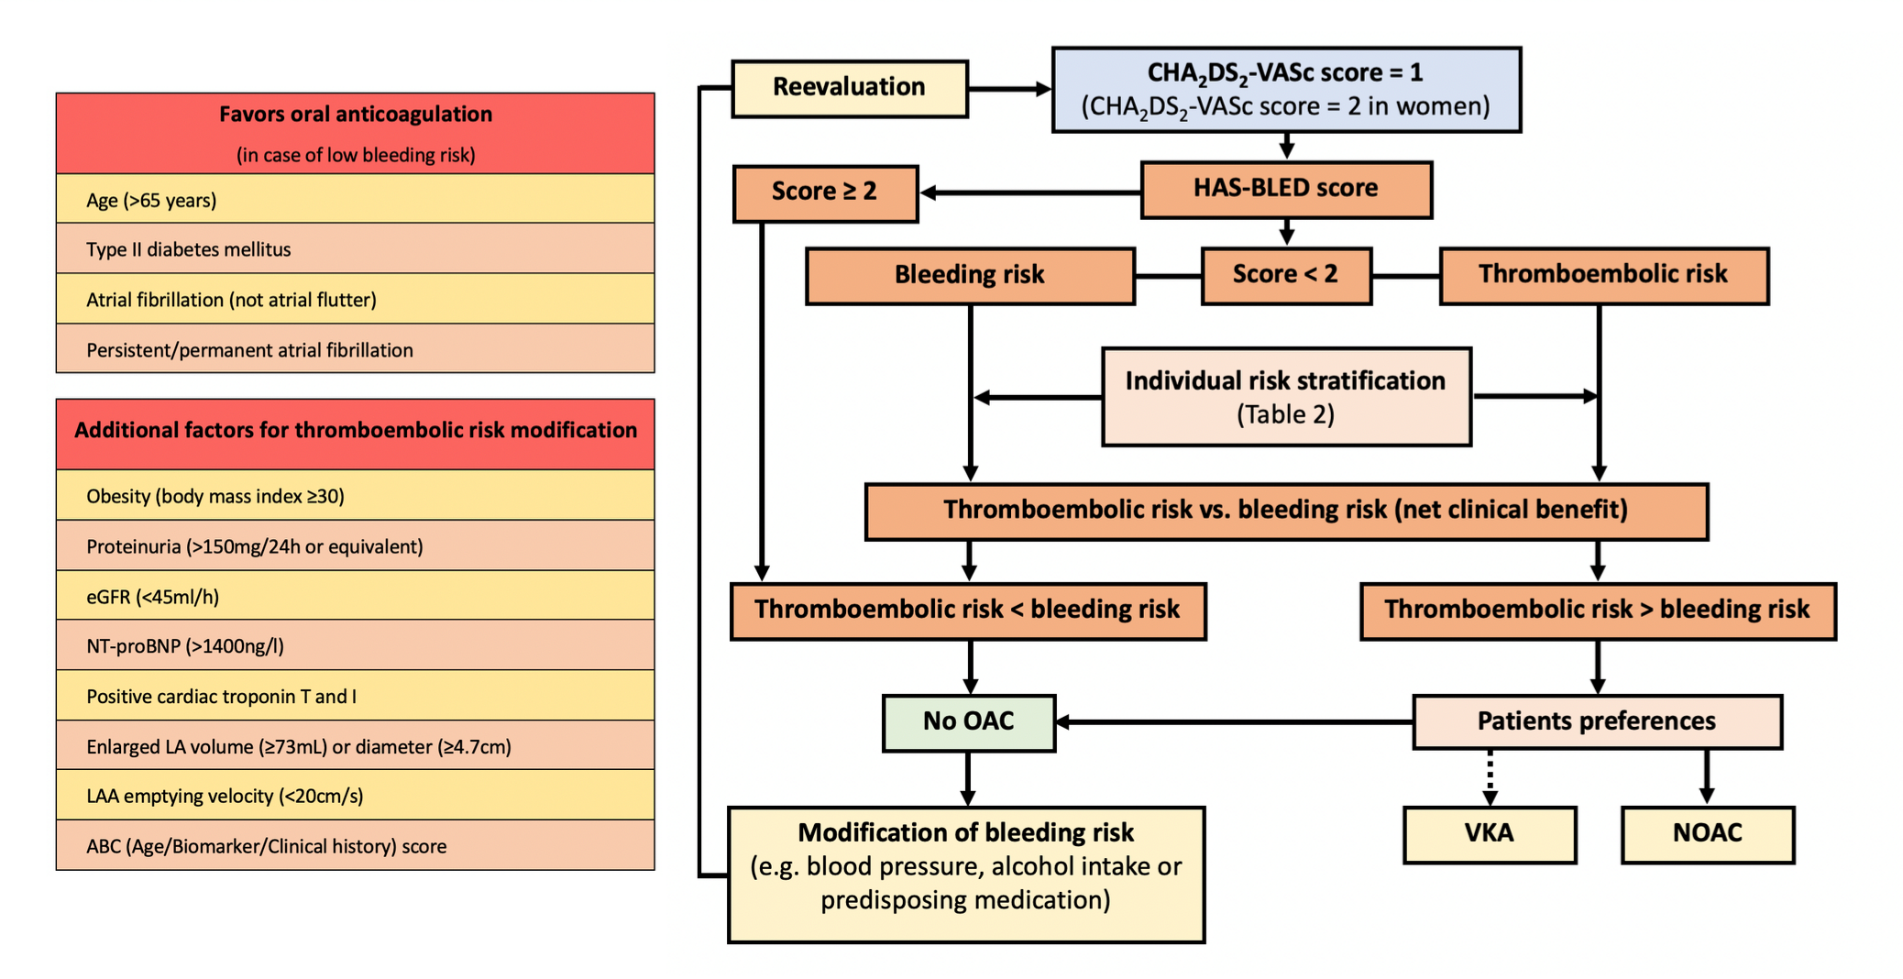 Favors oral anticoagulation
(in case of low bleeding risk)
Age (>65 years)
Type II diabetes mellitus
Atrial fibrillation (not atrial flutter)
Persistent/permanent atrial fibrillation
Additional factors for thromboembolic risk modification
Obesity (body mass index ≥30)
Proteinuria (>150mg/24h or equivalent)
eGFR (<45ml/h)
NT-proBNP (>1400ng/l)
Positive cardiac troponin T and I
Enlarged LA volume (≥73mL) or diameter (≥4.7cm)
LAA emptying velocity (<20cm/s)
ABC (Age/Biomarker/Clinical history) score
Reevaluation
CHA₂DS₂-VASc score = 1
(CHA₂DS₂-VASc score = 2 in women)
Score ≥ 2
HAS-BLED score
Bleeding risk
Score < 2
Thromboembolic risk
Individual risk stratification
(Table 2)
Thromboembolic risk vs. bleeding risk (net clinical benefit)
Thromboembolic risk < bleeding risk
Thromboembolic risk > bleeding risk
No OAC
Patients preferences
Modification of bleeding risk
(e.g. blood pressure, alcohol intake or
predisposing medication)
VKA
NOAC